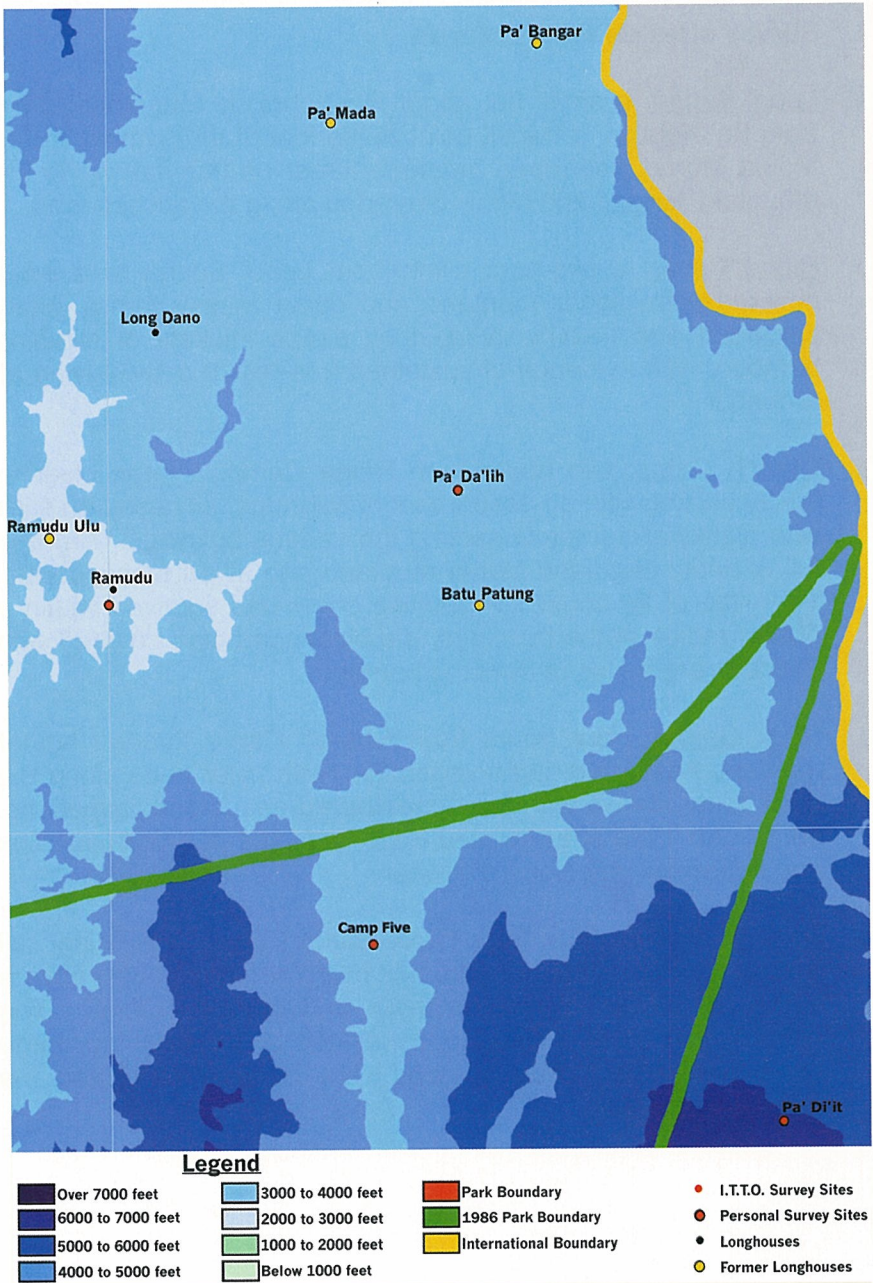 Pa' Bangar
Pa' Mada
Long Dano
Pa' Da'lih
Ramudu Ulu
Ramudu
Batu Patung
Camp Five
Pa' Di'it
Legend
Over 7000 feet
6000 to 7000 feet
5000 to 6000 feet
4000 to 5000 feet
3000 to 4000 feet
2000 to 3000 feet
1000 to 2000 feet
Below 1000 feet
Park Boundary
1986 Park Boundary
International Boundary
I.T.T.O. Survey Sites
Personal Survey Sites
Longhouses
Former Longhouses